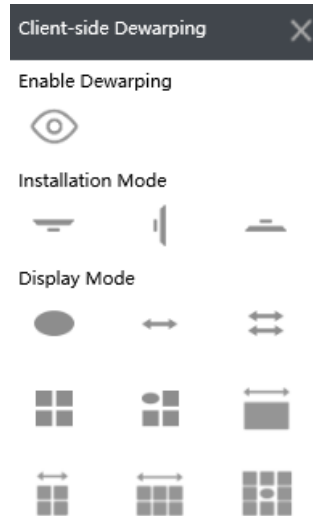 Client-side Dewarping
Enable Dewarping
Installation Mode
Display Mode